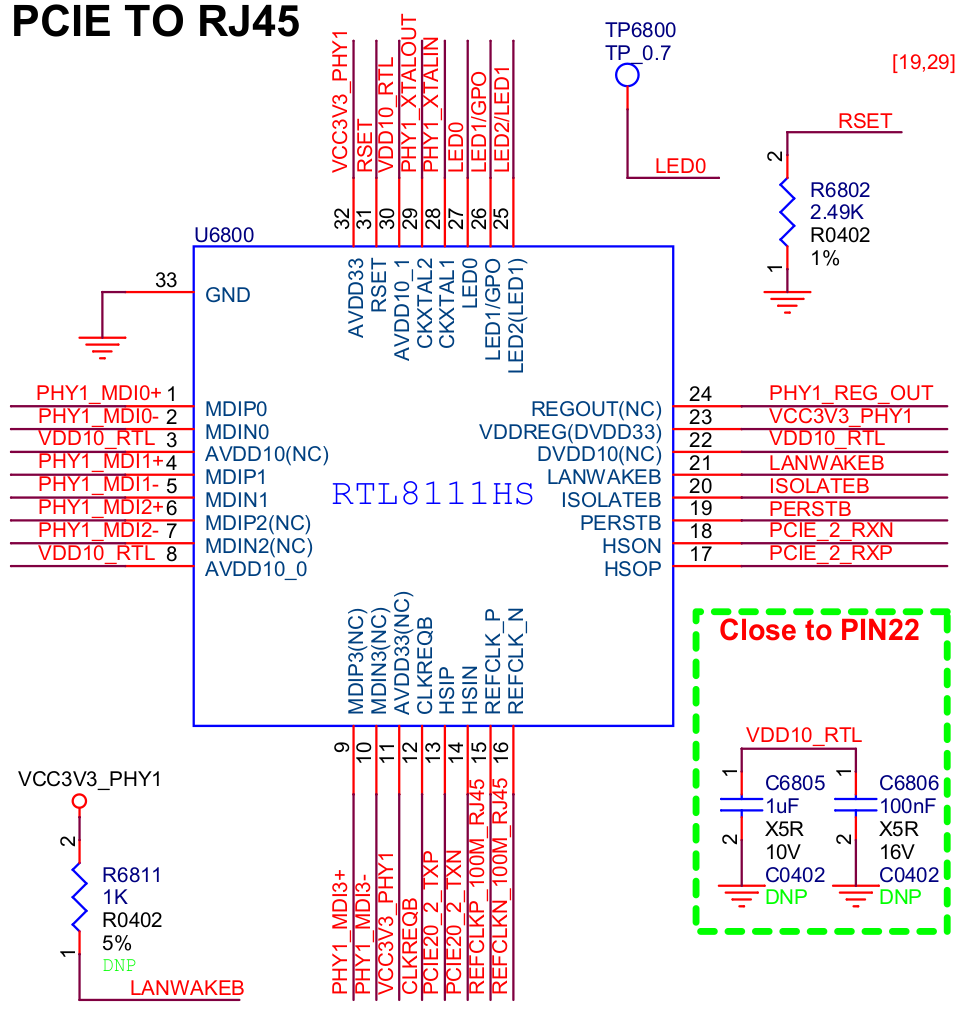 PCIE TO RJ45
TP6800
TP_0.7
[19,29]
VCC3V3_PHY1
RSET
VDD10_RTL
PHY1_XTALOUT
PHY1_XTALIN
LED0
LED1/GPO
LED2/LED1
LED0
RSET
2
R6802
2.49K
R0402
1%
1
32
31
30
29
28
27
26
25
U6800
33
GND
AVDD33
RSET
AVDD10_1
CKXTAL2
CKXTAL1
LED0
LED1/GPO
LED2(LED1)
PHY1_MDI0+ 1 MDIP0
PHY1_MDI0- 2 MDIN0
VDD10_RTL 3 AVDD10(NC)
PHY1_MDI1+ 4 MDIP1
PHY1_MDI1- 5 MDIN1
PHY1_MDI2+ 6 MDIP2(NC)
PHY1_MDI2- 7 MDIN2(NC)
VDD10_RTL 8 AVDD10_0
RTL8111HS
REGOUT(NC) 24 PHY1_REG_OUT
VDDREG(DVDD33) 23 VCC3V3_PHY1
DVDD10(NC) 22 VDD10_RTL
LANWAKEB 21 LANWAKEB
ISOLATEB 20 ISOLATEB
PERSTB 19 PERSTB
HSON 18 PCIE_2_RXN
HSOP 17 PCIE_2_RXP
MDIP3(NC)
MDIN3(NC)
AVDD33(NC)
CLKREQB
HSIP
HSIN
REFCLK_P
REFCLK_N
9
10
11
12
13
14
15
16
PHY1_MDI3+
PHY1_MDI3-
VCC3V3_PHY1
CLKREQB
PCIE20_2_TXP
PCIE20_2_TXN
REFCLKP_100M_RJ45
REFCLKN_100M_RJ45
Close to PIN22
VDD10_RTL
1
C6805
1uF
X5R
2
10V
C0402
DNP
1
C6806
100nF
X5R
2
16V
C0402
DNP
VCC3V3_PHY1
2
R6811
1K
R0402
5%
1
DNP
LANWAKEB